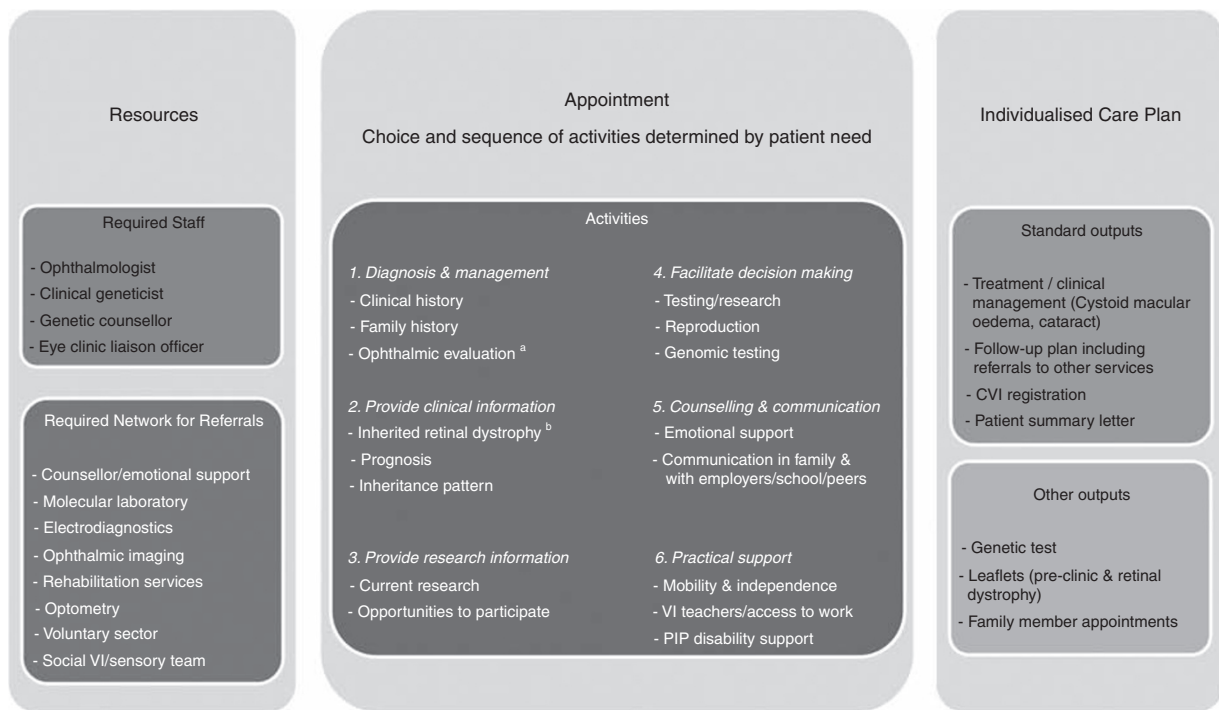 Resources
Required Staff
- Ophthalmologist
- Clinical geneticist
- Genetic counsellor
- Eye clinic liaison officer
Required Network for Referrals
- Counsellor/emotional support
- Molecular laboratory
- Electrodiagnostics
- Ophthalmic imaging
- Rehabilitation services
- Optometry
- Voluntary sector
- Social VI/sensory team
Appointment
Choice and sequence of activities determined by patient need
Activities
1. Diagnosis & management
- Clinical history
- Family history
- Ophthalmic evaluation a
2. Provide clinical information
- Inherited retinal dystrophy b
- Prognosis
- Inheritance pattern
3. Provide research information
- Current research
- Opportunities to participate
4. Facilitate decision making
- Testing/research
- Reproduction
- Genomic testing
5. Counselling & communication
- Emotional support
- Communication in family &
with employers/school/peers
6. Practical support
- Mobility & independence
- VI teachers/access to work
- PIP disability support
Individualised Care Plan
Standard outputs
- Treatment / clinical
management (Cystoid macular
oedema, cataract)
- Follow-up plan including
referrals to other services
- CVI registration
- Patient summary letter
Other outputs
- Genetic test
- Leaflets (pre-clinic & retinal
dystrophy)
- Family member appointments